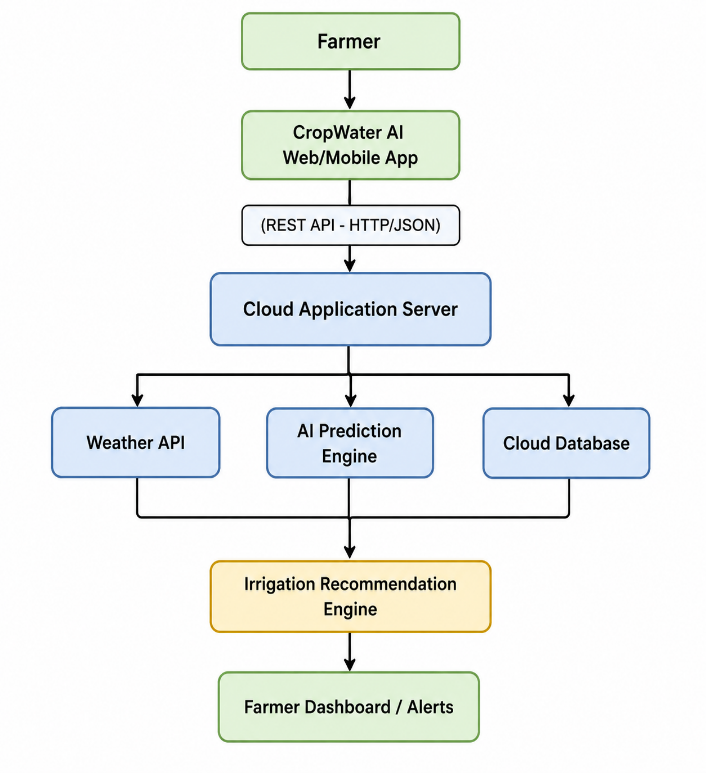 Farmer
CropWater AI
Web/Mobile App
(REST API - HTTP/JSON)
Cloud Application Server
Weather API
AI Prediction
Engine
Cloud Database
Irrigation Recommendation
Engine
Farmer Dashboard / Alerts